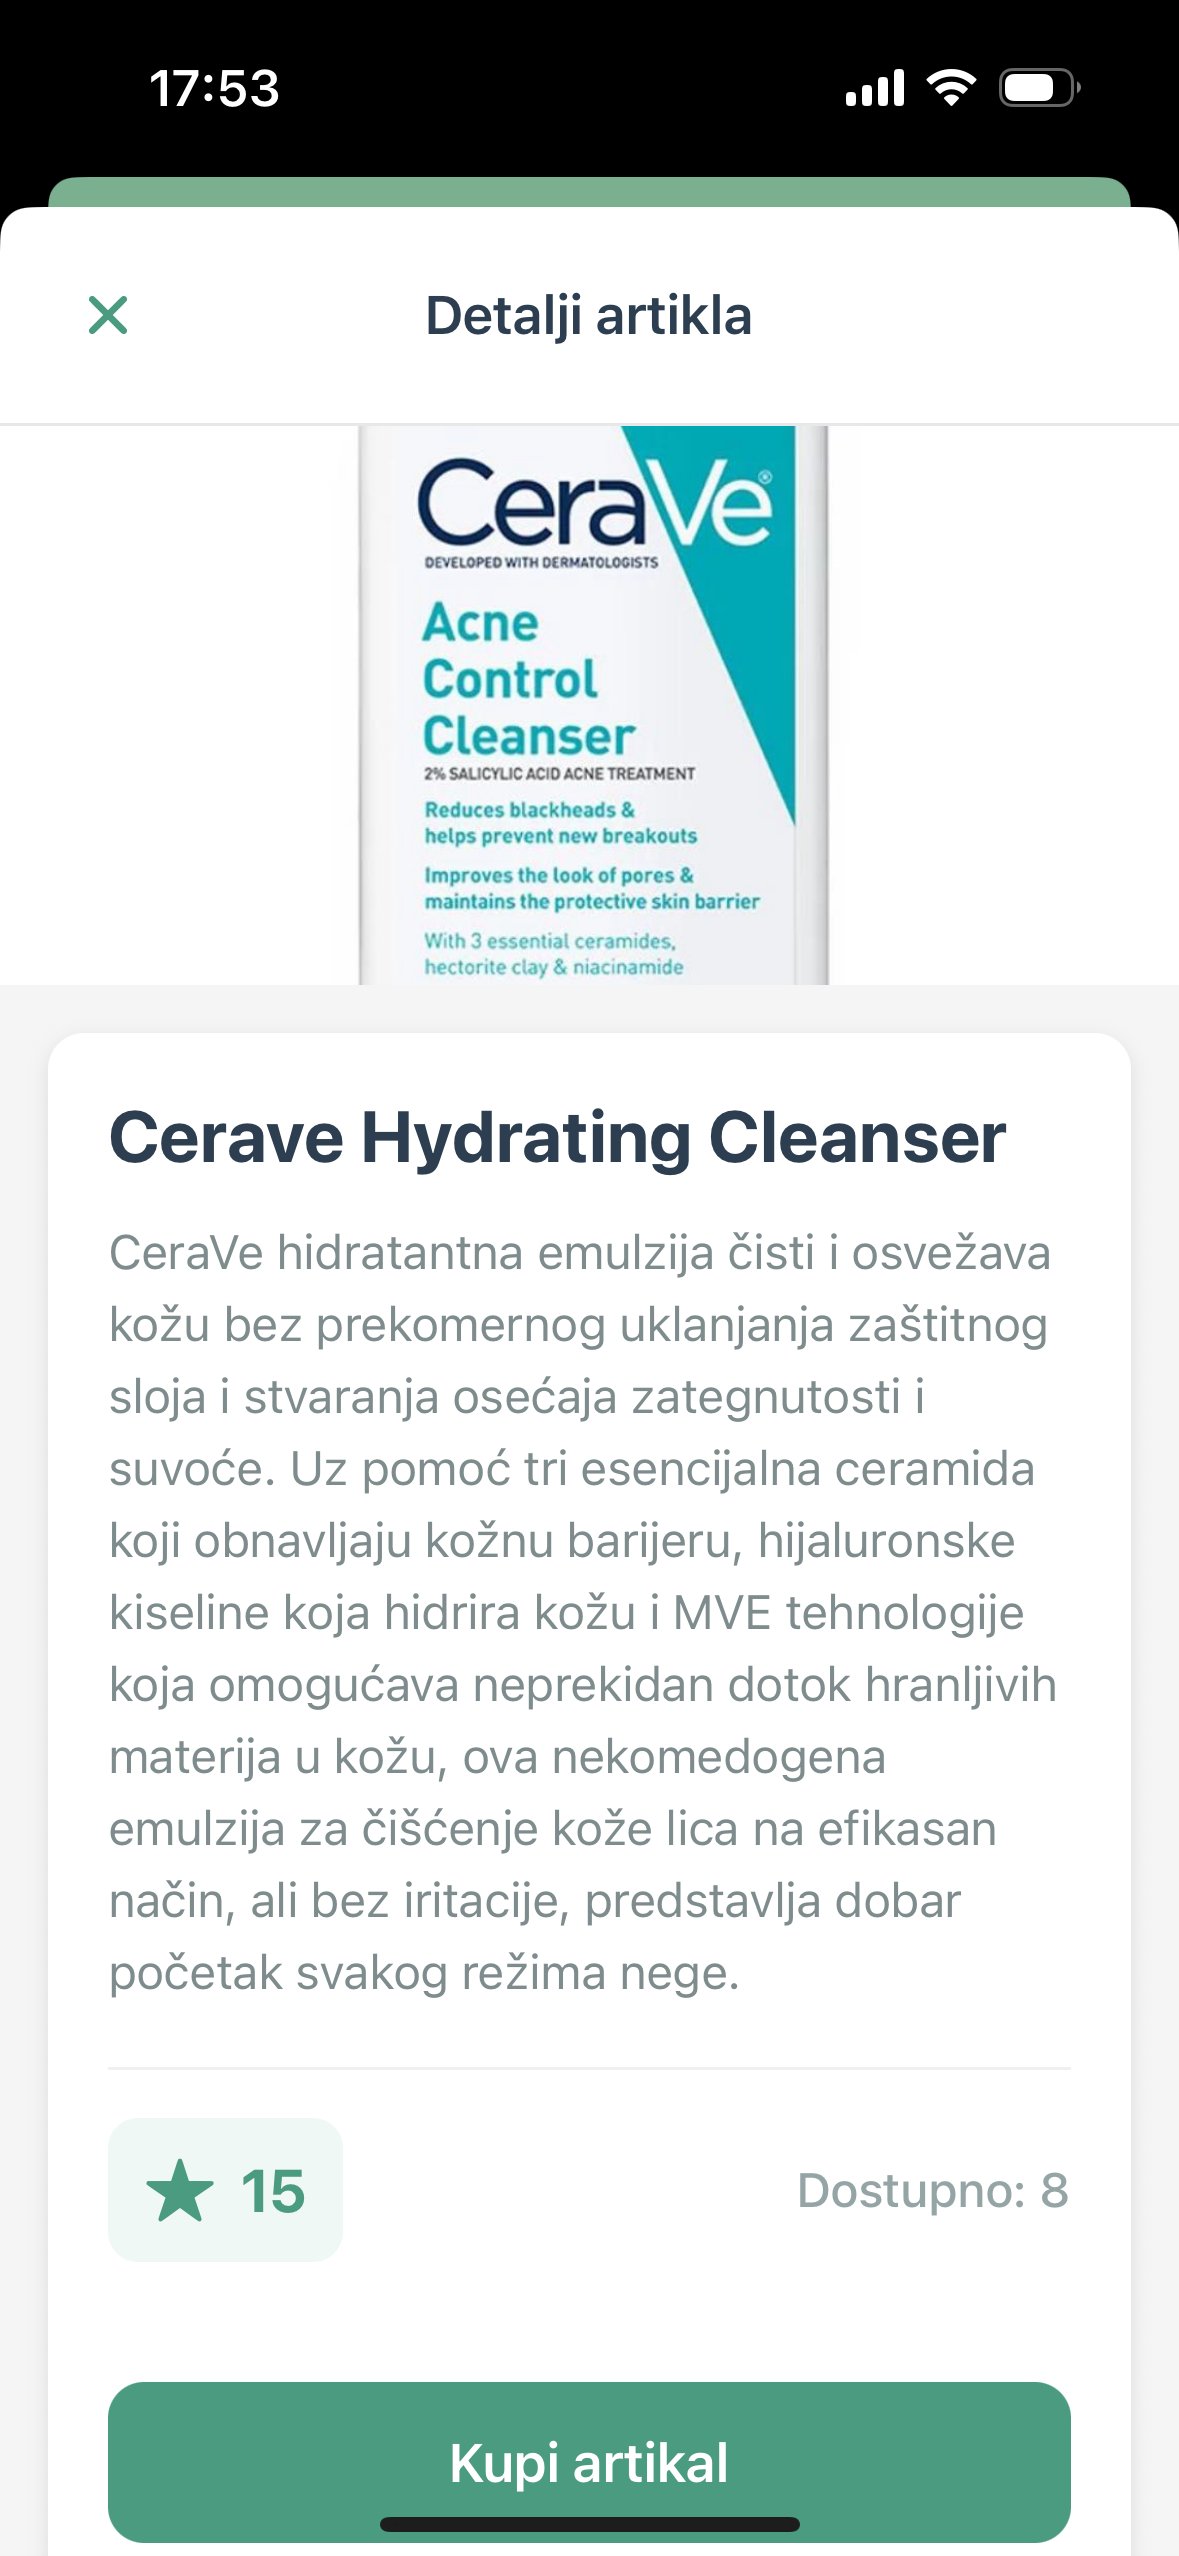 17:53
Detalji artikla
CeraVe®
DEVELOPED WITH DERMATOLOGISTS
Acne
Control
Cleanser
2% SALICYLIC ACID ACNE TREATMENT
Reduces blackheads &
helps prevent new breakouts
Improves the look of pores &
maintains the protective skin barrier
With 3 essential ceramides,
hectorite clay & niacinamide
Cerave Hydrating Cleanser
CeraVe hidratantna emulzija čisti i osvežava
kožu bez prekomernog uklanjanja zaštitnog
sloja i stvaranja osećaja zategnutosti i
suvoće. Uz pomoć tri esencijalna ceramida
koji obnavljaju kožnu barijeru, hijaluronske
kiseline koja hidrira kožu i MVE tehnologije
koja omogućava neprekidan dotok hranljivih
materija u kožu, ova nekomedogena
emulzija za čišćenje kože lica na efikasan
način, ali bez iritacije, predstavlja dobar
početak svakog režima nege.
15
Dostupno: 8
Kupi artikal